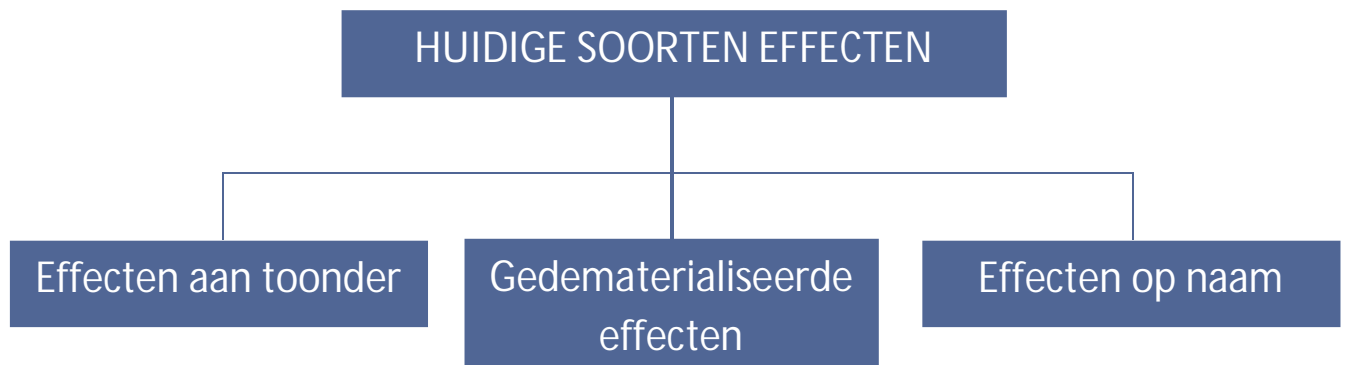 HUIDIGE SOORTEN EFFECTEN
Effecten aan toonder
Gedematerialiseerde
effecten
Effecten op naam